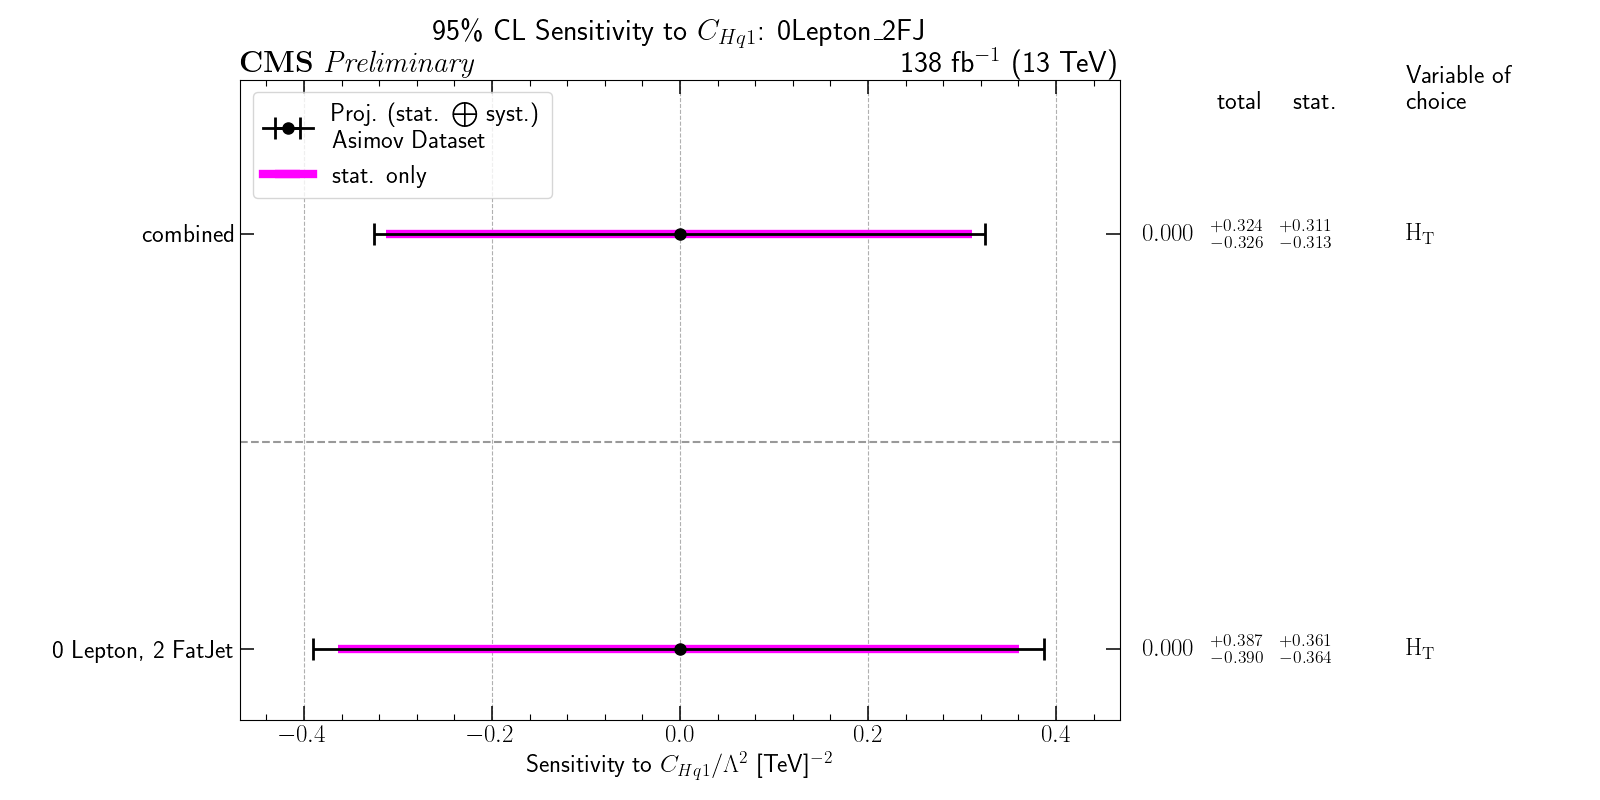 95% CL Sensitivity to C_{Hq1}: 0Lepton_2FJ
CMS Preliminary
138 fb⁻¹ (13 TeV)
Variable of
choice
total stat.
Proj. (stat. ⨁ syst.)
Asimov Dataset
stat. only
combined
0.000 +0.324 −0.326 +0.311 −0.313 H_T
0 Lepton, 2 FatJet
0.000 +0.387 −0.390 +0.361 −0.364 H_T
−0.4 −0.2 0.0 0.2 0.4
Sensitivity to C_{Hq1}/Λ² [TeV]⁻²